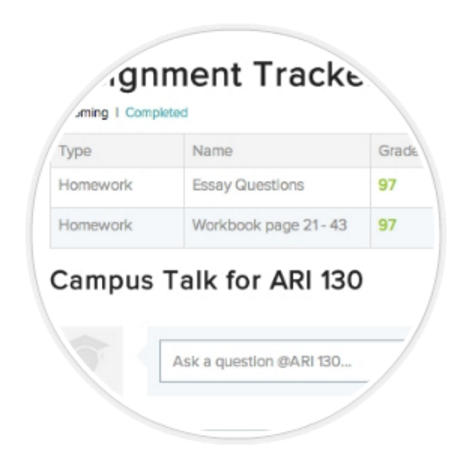 ignment Tracke
oming | Completed
Type Name Grade
Homework Essay Questions 97
Homework Workbook page 21 - 43 97
Campus Talk for ARI 130
Ask a question @ARI 130...